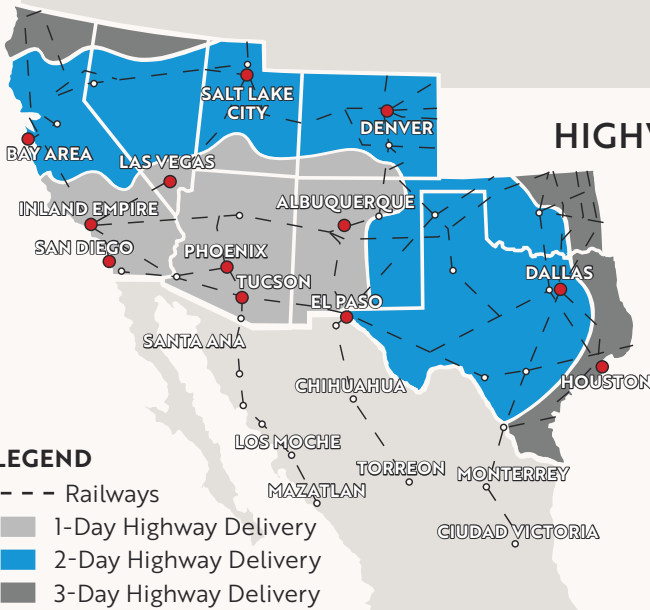 SALT LAKE
CITY
DENVER
HIGHW
BAY AREA
LAS VEGAS
INLAND EMPIRE
ALBUQUERQUE
SAN DIEGO
PHOENIX
TUCSON
DALLAS
EL PASO
SANTA ANA
CHIHUAHUA
HOUSTON
LOS MOCHE
LEGEND
TORREON
MONTERREY
Railways
MAZATLAN
1-Day Highway Delivery
CIUDAD VICTORIA
2-Day Highway Delivery
3-Day Highway Delivery